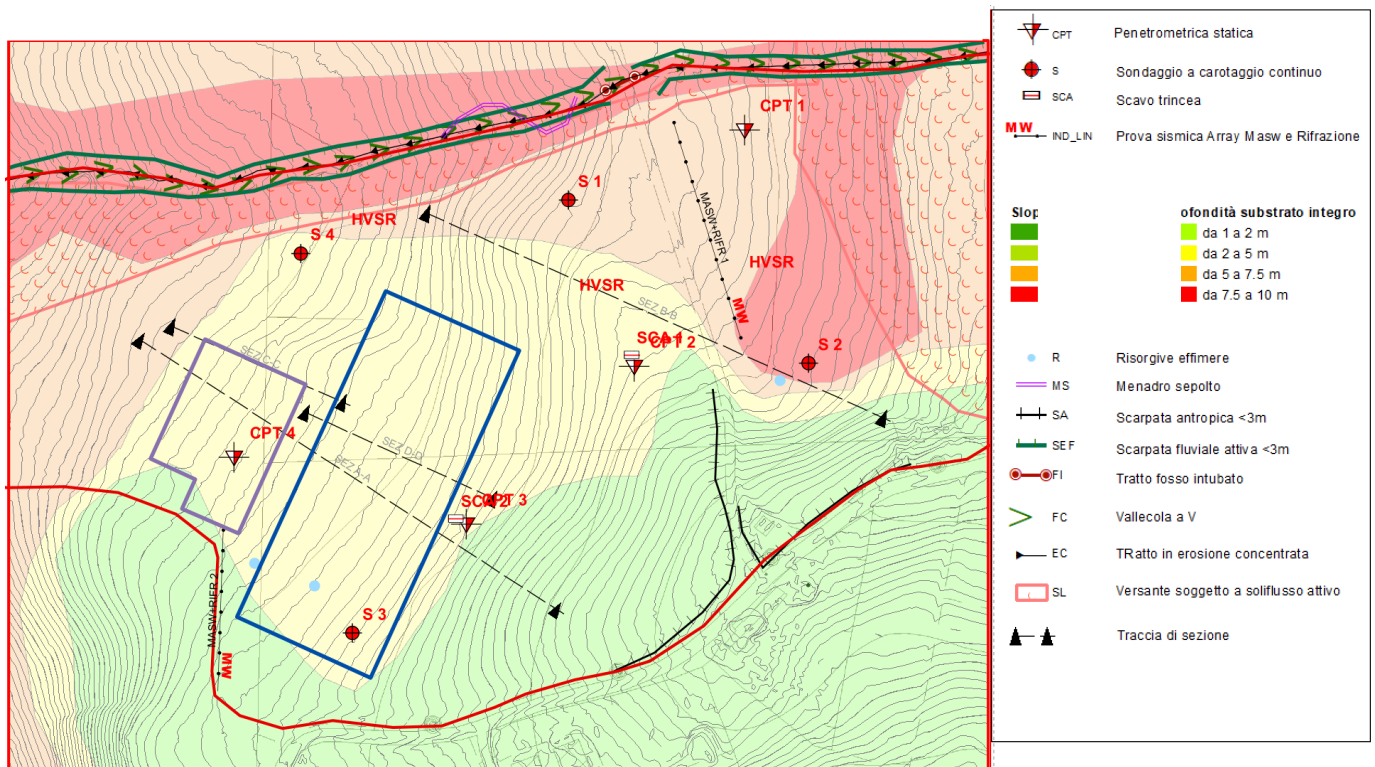 CPT 1
S 1
HVSR
S 4
MASW+RIFR 1
HVSR
HVSR
SEZ B-B
MW
SCA 1
CPT 2
S 2
SEZ C-C
CPT 4
SEZ D-D
SEZ A-A
SCA 2
CPT 3
MASW+RIFR 2
S 3
MW
CPT Penetrometrica statica
S Sondaggio a carotaggio continuo
SCA Scavo trincea
MW IND_LIN Prova sismica Array Masw e Rifrazione
Slop ofondità substrato integro
da 1 a 2 m
da 2 a 5 m
da 5 a 7.5 m
da 7.5 a 10 m
R Risorgive effimere
MS Menadro sepolto
SA Scarpata antropica <3m
SEF Scarpata fluviale attiva <3m
FI Tratto fosso intubato
FC Vallecola a V
EC TRatto in erosione concentrata
SL Versante soggetto a soliflusso attivo
Traccia di sezione